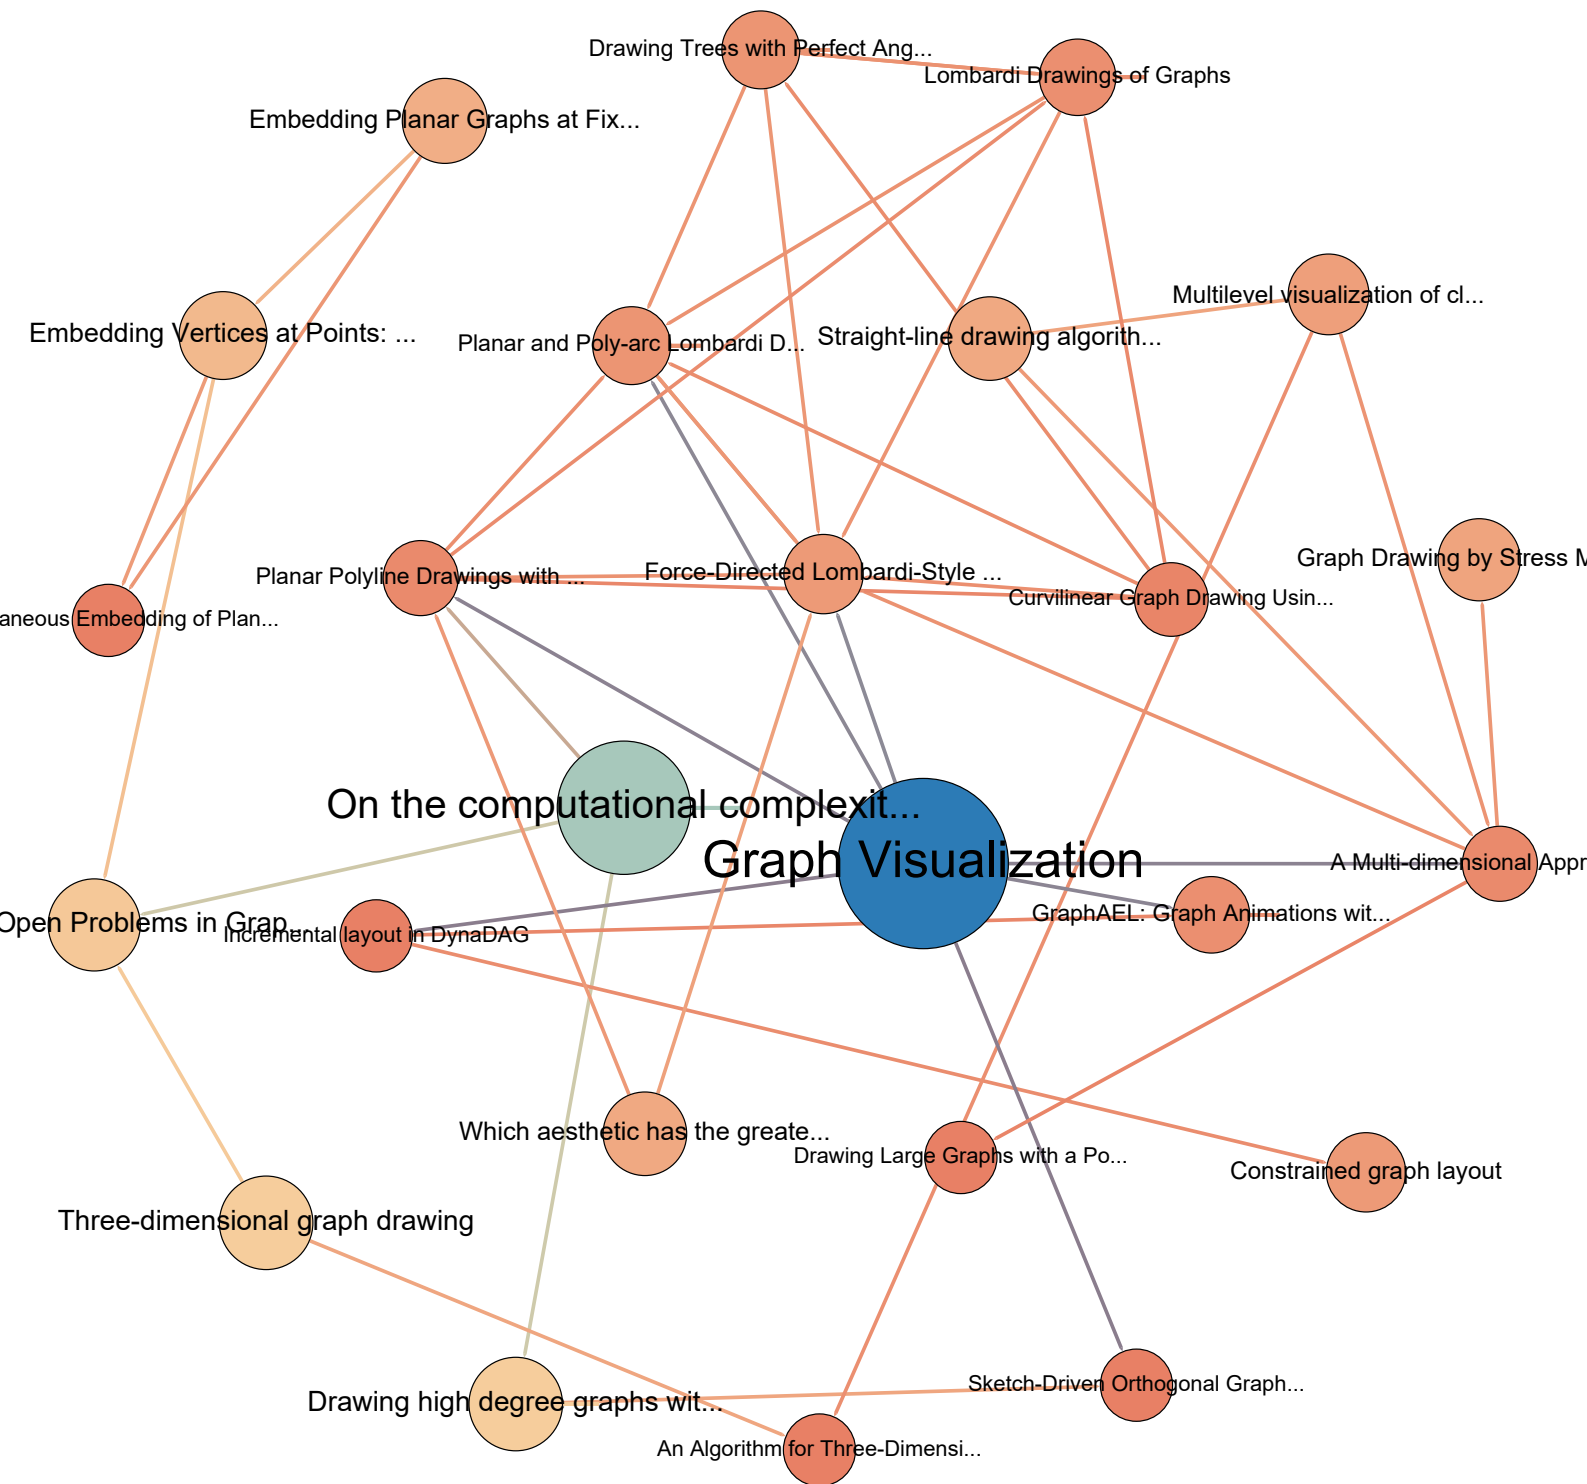 Drawing Trees with Perfect Ang...
Lombardi Drawings of Graphs
Embedding Planar Graphs at Fix...
Multilevel visualization of cl...
Embedding Vertices at Points: ...
Planar and Poly-arc Lombardi D...
Straight-line drawing algorith...
Graph Drawing by Stress M
Planar Polyline Drawings with ...
Force-Directed Lombardi-Style ...
Curvilinear Graph Drawing Usin...
aneous Embedding of Plan...
On the computational complexit...
Graph Visualization
A Multi-dimensional Appr
Open Problems in Grap...
Incremental layout in DynaDAG
GraphAEL: Graph Animations wit...
Which aesthetic has the greate...
Drawing Large Graphs with a Po...
Constrained graph layout
Three-dimensional graph drawing
Drawing high degree graphs wit...
Sketch-Driven Orthogonal Graph...
An Algorithm for Three-Dimensi...